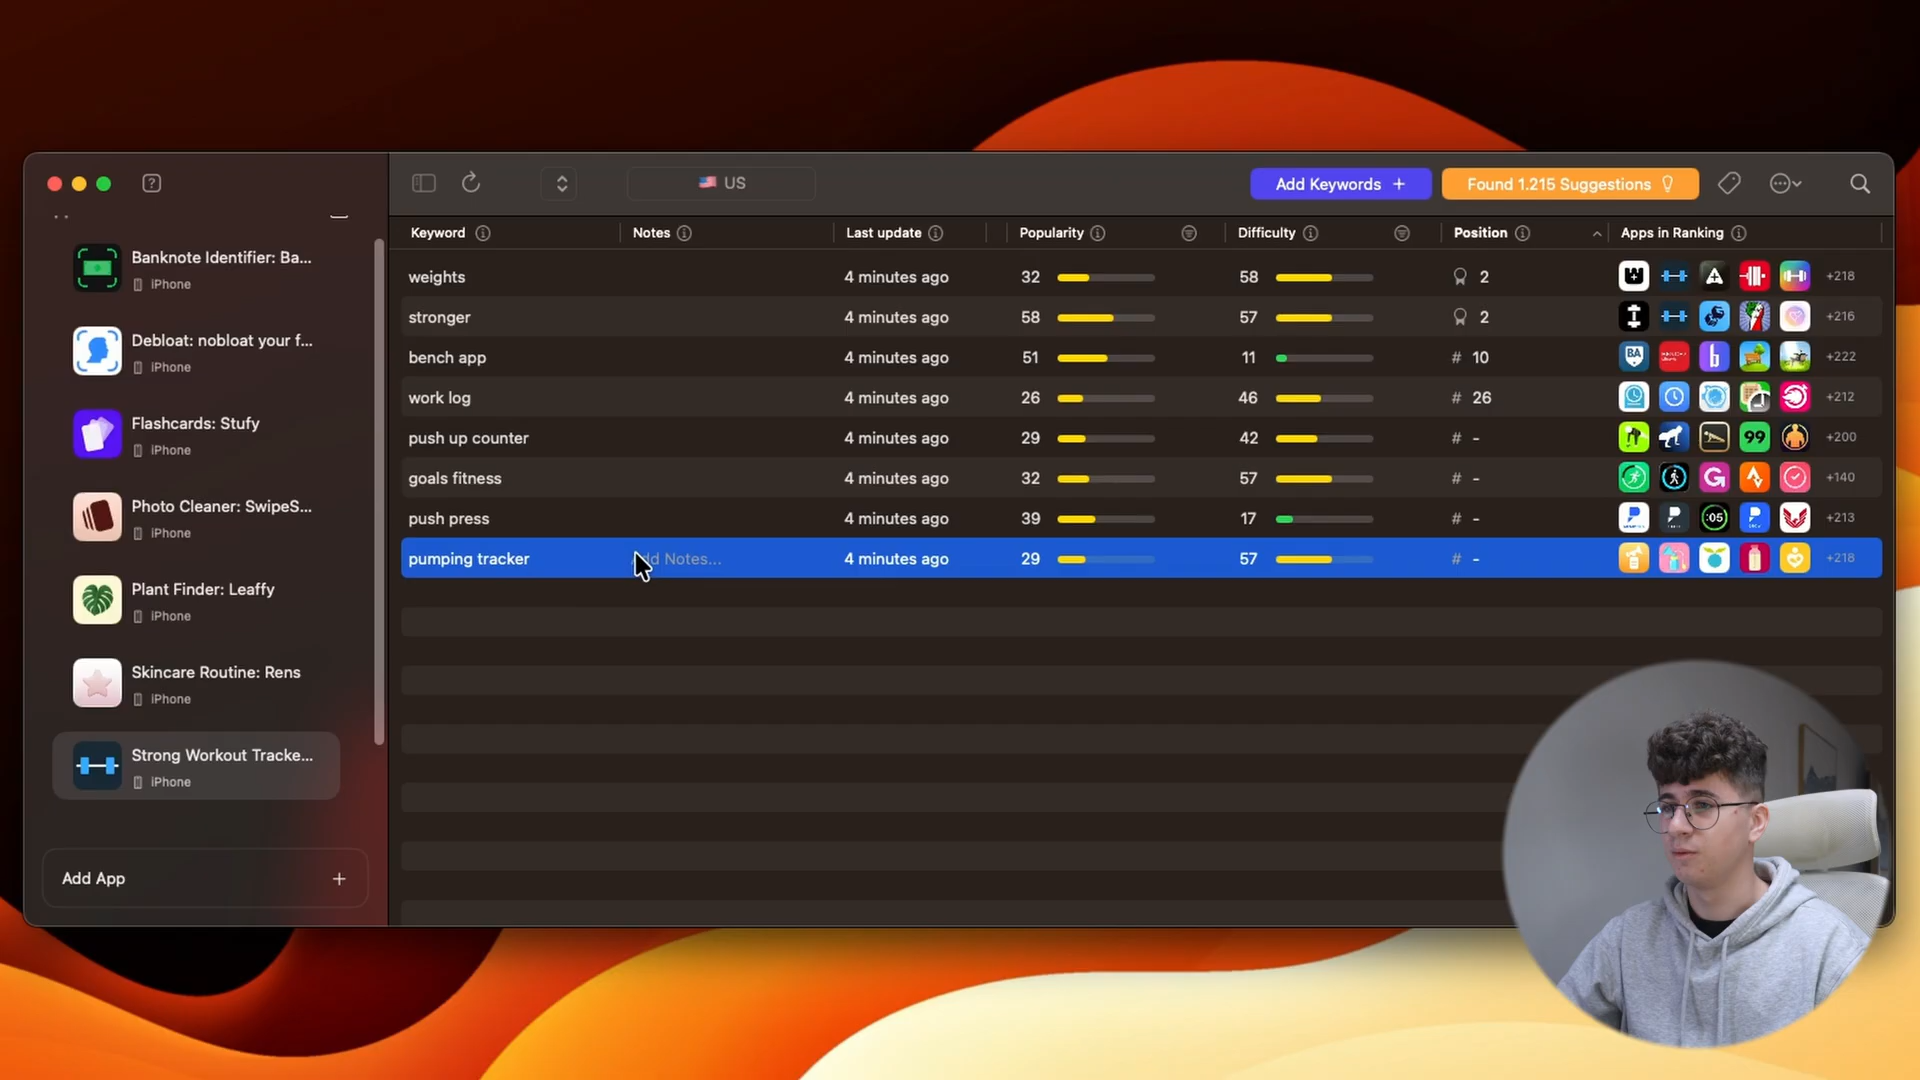 US
Add Keywords +
Found 1.215 Suggestions
Keyword
Notes
Last update
Popularity
Difficulty
Position
Apps in Ranking
weights 4 minutes ago 32 58 2 +218
stronger 4 minutes ago 58 57 2 +216
bench app 4 minutes ago 51 11 # 10 +222
work log 4 minutes ago 26 46 # 26 +212
push up counter 4 minutes ago 29 42 # - 99 +200
goals fitness 4 minutes ago 32 57 # - +140
push press 4 minutes ago 39 17 # - :05 +213
pumping tracker Notes... 4 minutes ago 29 57 # - +218
Banknote Identifier: Ba...
iPhone
Debloat: nobloat your f...
iPhone
Flashcards: Stufy
iPhone
Photo Cleaner: SwipeS...
iPhone
Plant Finder: Leaffy
iPhone
Skincare Routine: Rens
iPhone
Strong Workout Tracke...
iPhone
Add App +